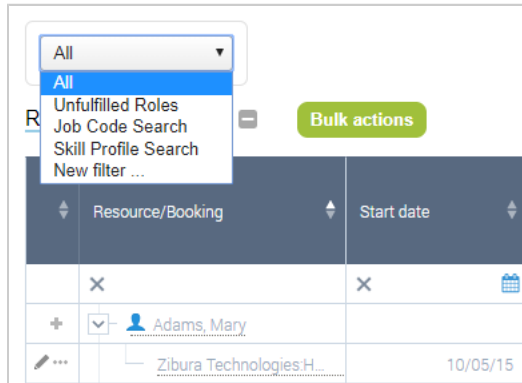 All
All
Unfulfilled Roles
Job Code Search
Skill Profile Search
New filter ...
R
Bulk actions
Resource/Booking
Start date
Adams, Mary
Zibura Technologies:H...
10/05/15